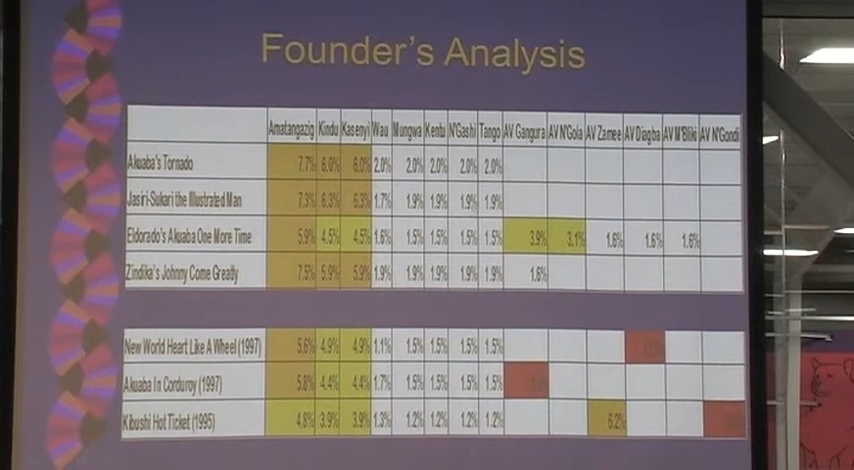 Founder's Analysis
Amatangazig Kindu Kasenyi Wau Mungwa Kentu N'Gashi Tango AV Gangura AV N'Gola AV Zamee AV Diagba AV M'Bliki AV N'Gondi
Akuaba's Tornado 7.7% 6.0% 6.0% 2.0% 2.0% 2.0% 2.0% 2.0%
Jasiri-Sukari the Illustrated Man 7.3% 6.3% 6.3% 1.7% 1.9% 1.9% 1.9% 1.9%
Eldorado's Akuaba One More Time 5.9% 4.5% 4.5% 1.6% 1.5% 1.5% 1.5% 1.5% 3.9% 3.1% 1.6% 1.6% 1.6%
Zindika's Johnny Come Greatly 7.5% 5.9% 5.9% 1.9% 1.9% 1.9% 1.9% 1.9% 1.6%
New World Heart Like A Wheel (1997) 5.6% 4.9% 4.9% 1.1% 1.5% 1.5% 1.5% 1.5%
Akuaba In Corduroy (1997) 5.8% 4.4% 4.4% 1.7% 1.5% 1.5% 1.5% 1.5%
Kibushi Hot Ticket (1995) 4.8% 3.9% 3.9% 1.3% 1.2% 1.2% 1.2% 1.2% 6.2%